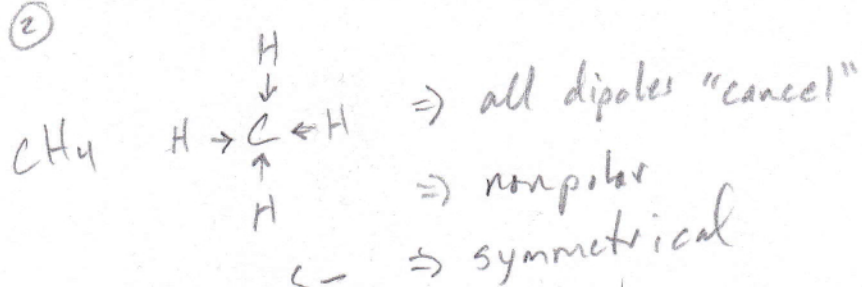 ②
H
↓
CH4 H → C ← H ⇒ all dipoles "cancel"
↑
H ⇒ nonpolar
⇒ symmetrical